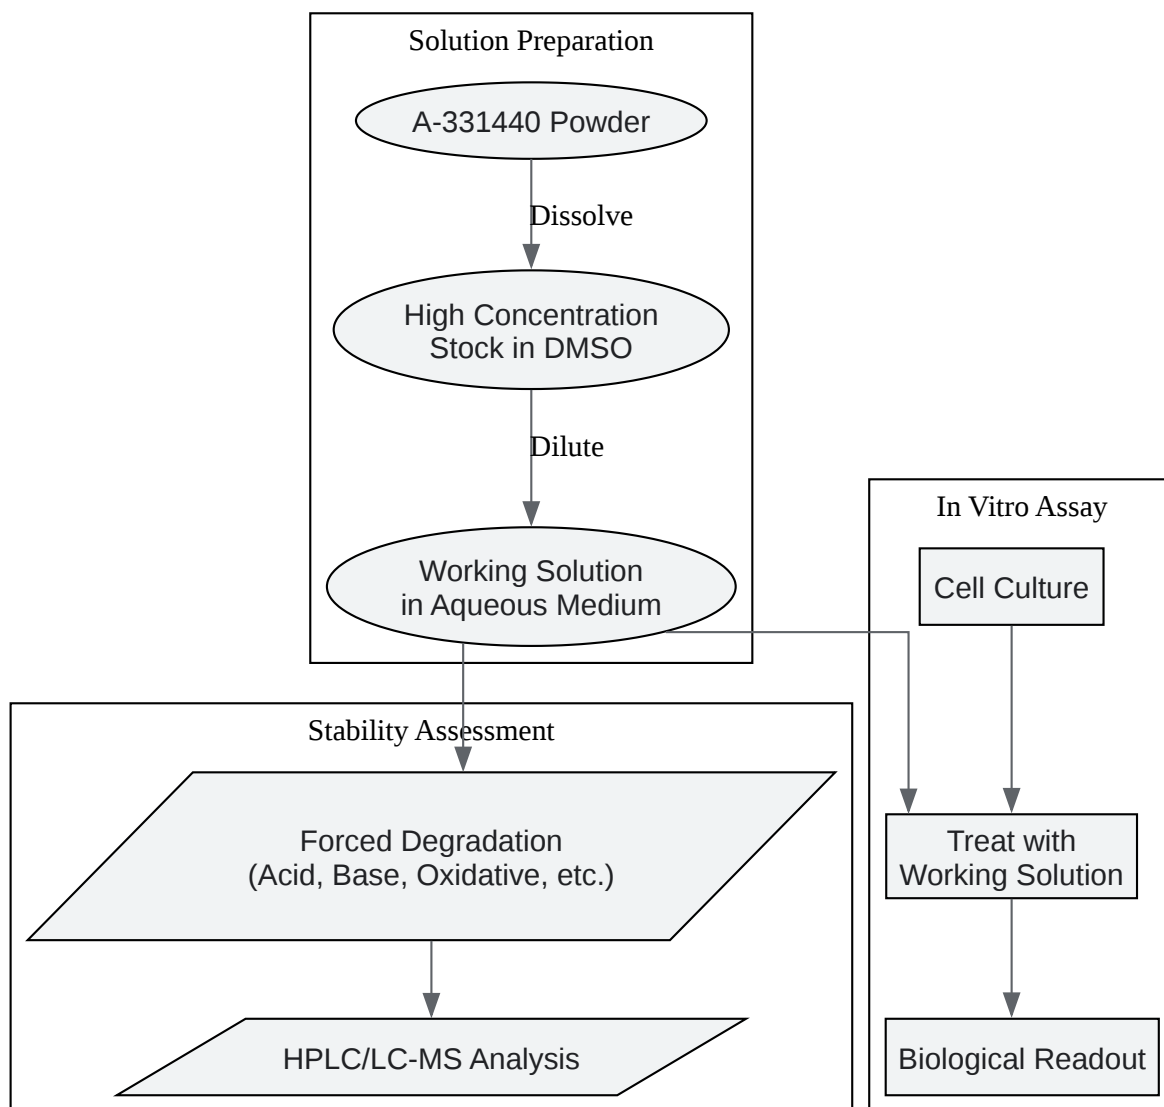 Solution Preparation
A-331440 Powder
Dissolve
High Concentration
Stock in DMSO
Dilute
Working Solution
in Aqueous Medium
In Vitro Assay
Cell Culture
Treat with
Working Solution
Biological Readout
Stability Assessment
Forced Degradation
(Acid, Base, Oxidative, etc.)
HPLC/LC-MS Analysis